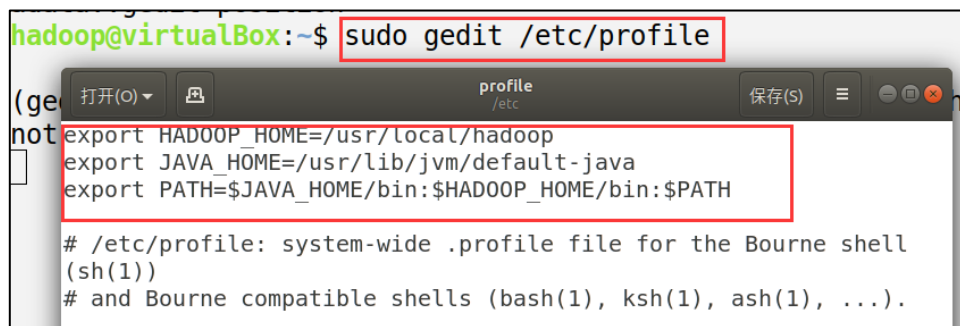 hadoop@virtualBox:~$ sudo gedit /etc/profile
打开(O)
profile
/etc
保存(S)
(ge
not
export HADOOP_HOME=/usr/local/hadoop
export JAVA_HOME=/usr/lib/jvm/default-java
export PATH=$JAVA_HOME/bin:$HADOOP_HOME/bin:$PATH
# /etc/profile: system-wide .profile file for the Bourne shell
(sh(1))
# and Bourne compatible shells (bash(1), ksh(1), ash(1), ...).